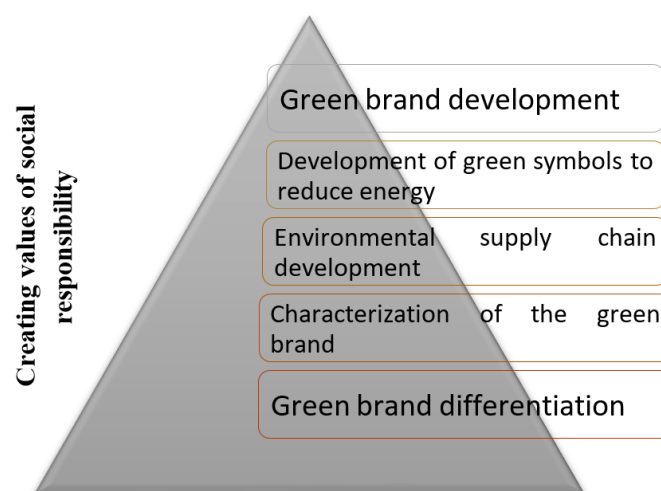 Creating values of social
responsibility
Green brand development
Development of green symbols to
reduce energy
Environmental supply chain
development
Characterization of the green
brand
Green brand differentiation